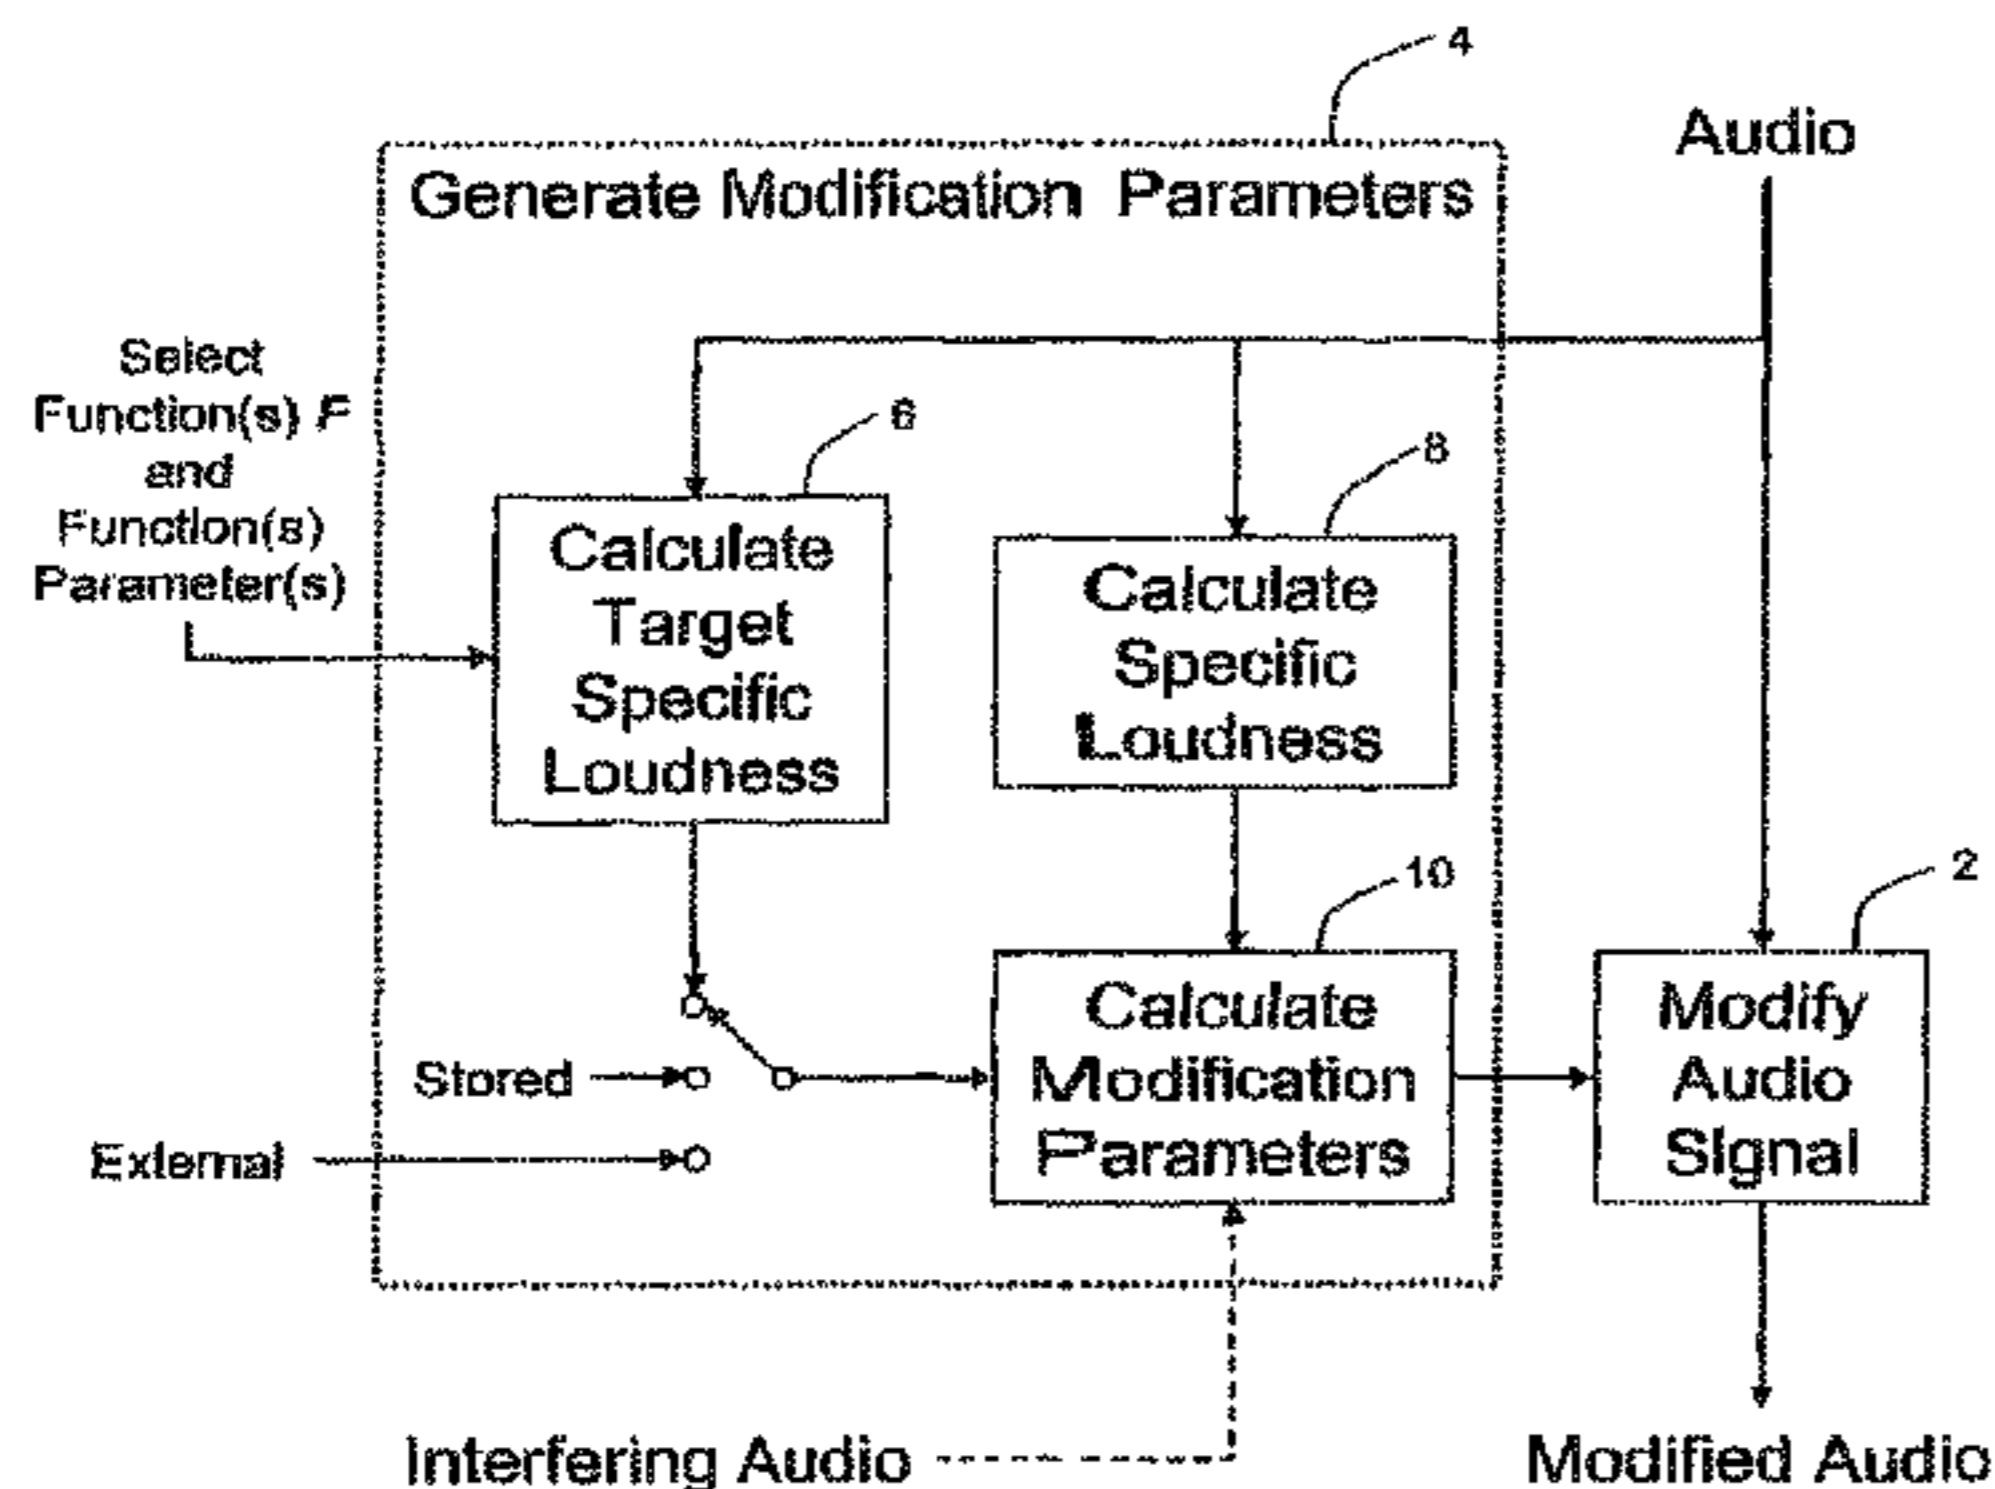 4
Audio
Generate Modification Parameters
Select
Function(s) F
and
Function(s)
Parameter(s)
6
8
Calculate
Target
Specific
Loudness
Calculate
Specific
Loudness
10
2
Calculate
Modification
Parameters
Modify
Audio
Signal
Stored
External
Interfering Audio
Modified Audio